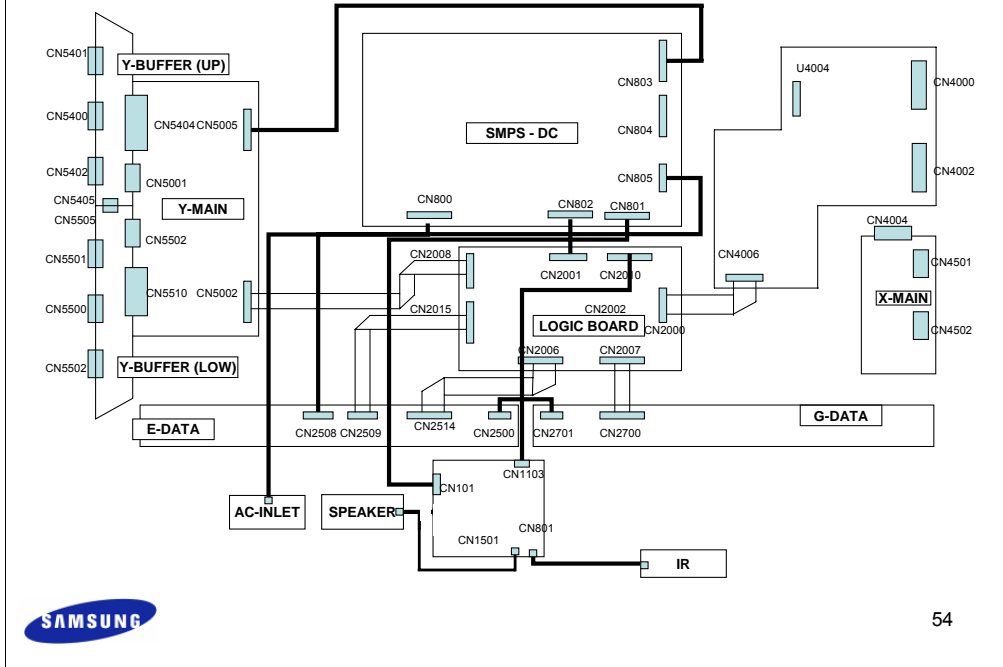 CN5401
Y-BUFFER (UP)
CN5400
CN5404
CN5005
CN5402
CN5001
CN5405
Y-MAIN
CN5505
CN5502
CN5501
CN5510
CN5002
CN5500
Y-BUFFER (LOW)
CN5502
CN803
SMPS - DC
CN804
CN805
CN800
CN802
CN801
U4004
CN4000
CN4002
CN4004
CN4006
CN4501
X-MAIN
CN4502
CN2008
CN2001
CN2010
CN2015
CN2002
CN2000
LOGIC BOARD
CN2006
CN2007
E-DATA
CN2508
CN2509
CN2514
CN2500
CN2701
CN2700
G-DATA
CN101
CN1103
AC-INLET
SPEAKER
CN1501
CN801
IR
SAMSUNG
54